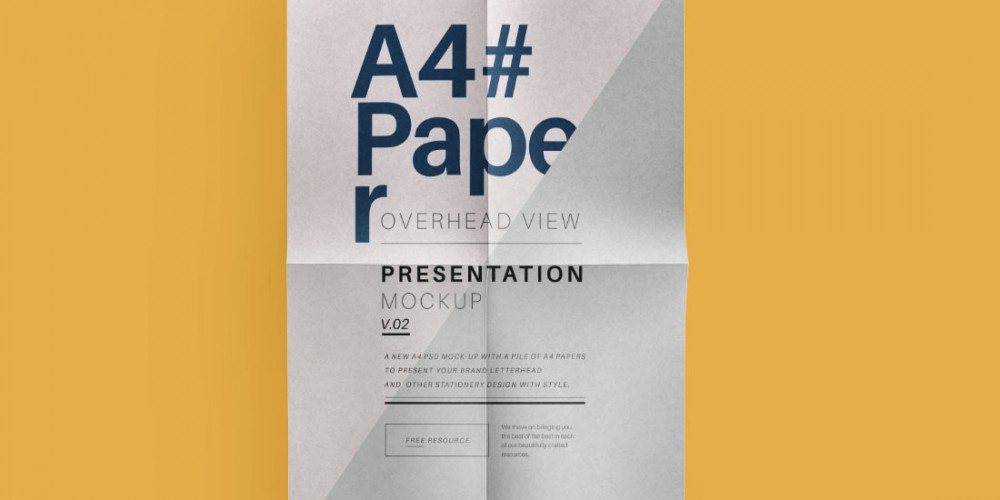 A4#
Pape
r
OVERHEAD VIEW
PRESENTATION
MOCKUP
V.02
A NEW A4 PSD MOCK-UP WITH A PILE OF A4 PAPERS
TO PRESENT YOUR BRAND LETTERHEAD
AND OTHER STATIONERY DESIGN WITH STYLE.
FREE RESOURCE
We thrive on bringing you
the best of the best in each
of our beautifully crafted
resources.